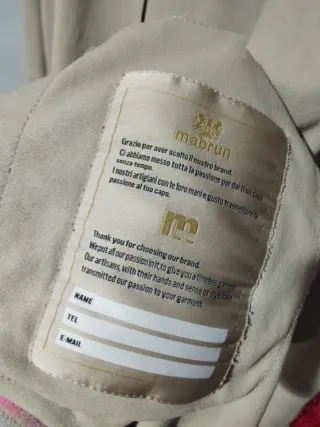 mabrun
Grazie per aver scelto il nostro brand.
Ci abbiamo messo tutta la passione per darti un capo
senza tempo.
I nostri artigiani con le loro mani e gusto trasmettono la
passione al tuo capo.
m
Thank you for choosing our brand.
We put all our passion in it, to give you a timeless garment
Our artisans, with their hands and sense of style have
transmitted our passion to your garment.
NAME
TEL
E-MAIL